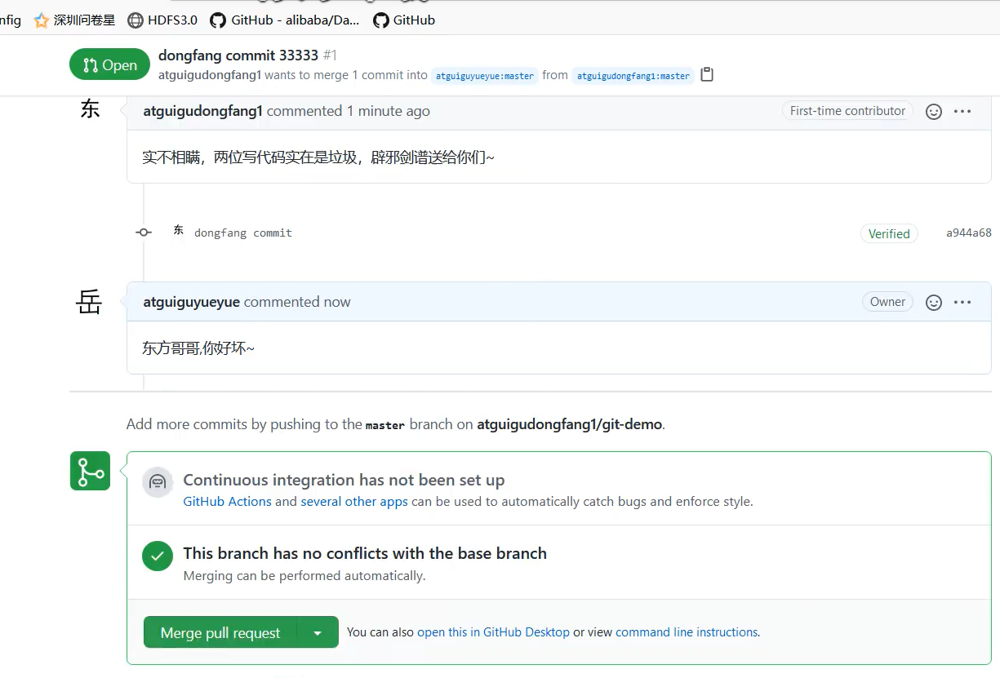 nfig 深圳问卷星 HDFS3.0 GitHub - alibaba/Da... GitHub
Open dongfang commit 33333 #1
atguigudongfang1 wants to merge 1 commit into atguiguyueyue:master from atguigudongfang1:master
东 atguigudongfang1 commented 1 minute ago First-time contributor
实不相瞒，两位写代码实在是垃圾，辟邪剑谱送给你们~
东 dongfang commit Verified a944a68
岳 atguiguyueyue commented now Owner
东方哥哥,你好坏~
Add more commits by pushing to the master branch on atguigudongfang1/git-demo.
Continuous integration has not been set up
GitHub Actions and several other apps can be used to automatically catch bugs and enforce style.
This branch has no conflicts with the base branch
Merging can be performed automatically.
Merge pull request You can also open this in GitHub Desktop or view command line instructions.